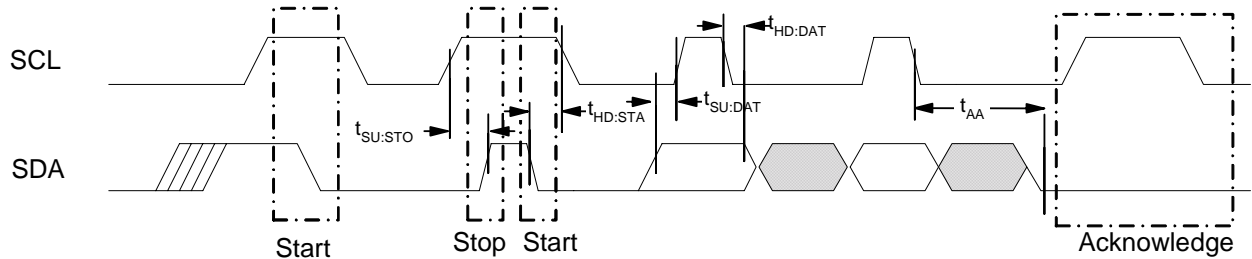 t_HD:DAT
SCL
t_HD:STA
t_SU:DAT
t_AA
t_SU:STO
SDA
Start
Stop
Start
Acknowledge